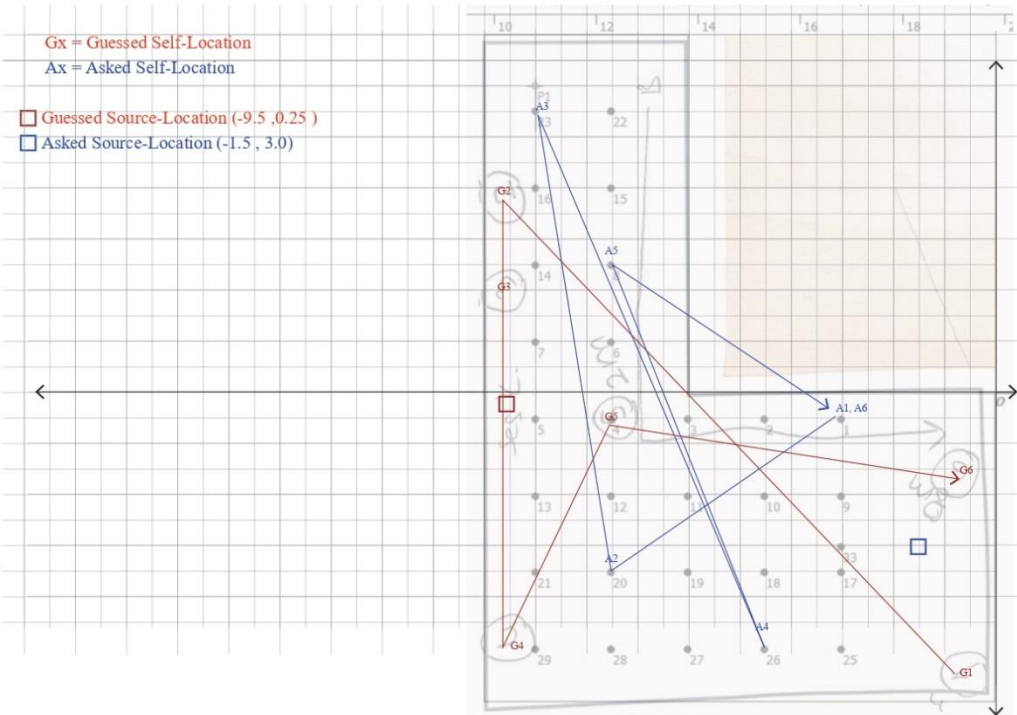 10 12 14 16 18
Gx = Guessed Self-Location
Ax = Asked Self-Location
Guessed Source-Location (-9.5 ,0.25 )
Asked Source-Location (-1.5 , 3.0)
P1
A3
22
G2
16 15
A5
14
G3
7 6
A1, A6
G5
5 4 3 2 1
G6
13 12 11 10 9
33
A2
21 20 19 18 17
A4
G4
29 28 27 26 25
G1